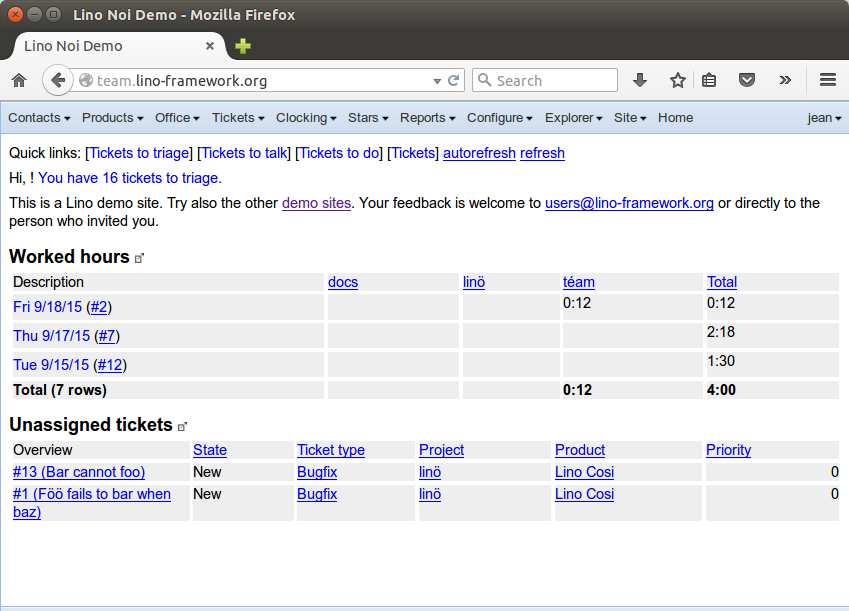 Lino Noi Demo - Mozilla Firefox
Lino Noi Demo
team.lino-framework.org
Search
Contacts Products Office Tickets Clocking Stars Reports Configure Explorer Site Home jean
Quick links: [Tickets to triage] [Tickets to talk] [Tickets to do] [Tickets] autorefresh refresh
Hi, ! You have 16 tickets to triage.
This is a Lino demo site. Try also the other demo sites. Your feedback is welcome to users@lino-framework.org or directly to the
person who invited you.
Worked hours
Description docs linö téam Total
Fri 9/18/15 (#2) 0:12 0:12
Thu 9/17/15 (#7) 2:18
Tue 9/15/15 (#12) 1:30
Total (7 rows) 0:12 4:00
Unassigned tickets
Overview State Ticket type Project Product Priority
#13 (Bar cannot foo) New Bugfix linö Lino Cosi 0
#1 (Föö fails to bar when New Bugfix linö Lino Cosi 0
baz)